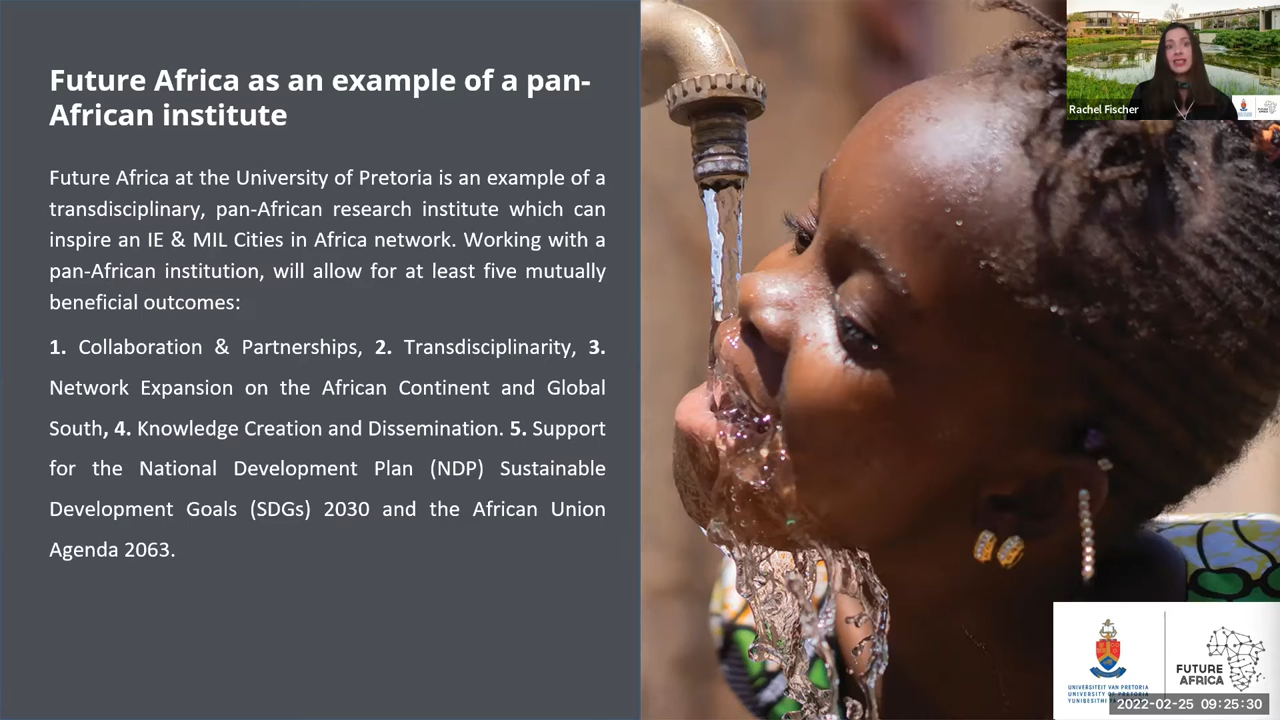 Future Africa as an example of a pan-
African institute
Future Africa at the University of Pretoria is an example of a
transdisciplinary, pan-African research institute which can
inspire an IE & MIL Cities in Africa network. Working with a
pan-African institution, will allow for at least five mutually
beneficial outcomes:
1. Collaboration & Partnerships, 2. Transdisciplinarity, 3.
Network Expansion on the African Continent and Global
South, 4. Knowledge Creation and Dissemination. 5. Support
for the National Development Plan (NDP) Sustainable
Development Goals (SDGs) 2030 and the African Union
Agenda 2063.
Rachel Fischer
UNIVERSITEIT VAN PRETORIA
UNIVERSITY OF PRETORIA
YUNIBESITHI
FUTURE
AFRICA
2022-02-25 09:25:30